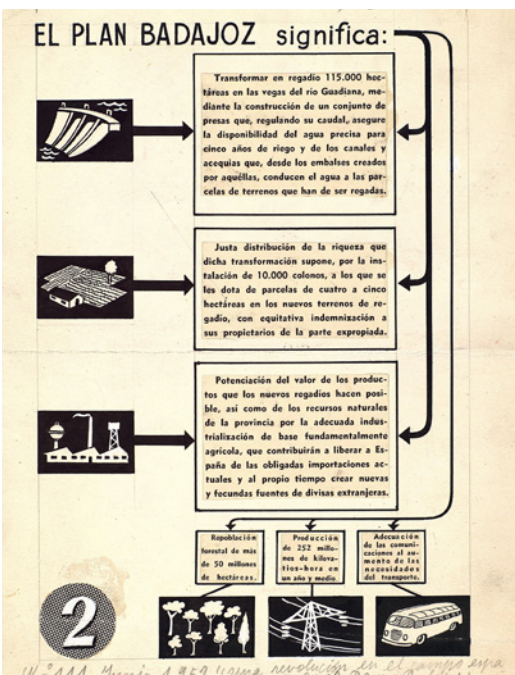 EL PLAN BADAJOZ significa:
Transformar en regadío 115.000 hec-
táreas en las vegas del río Guadiana, me-
diante la construcción de un conjunto de
presas que, regulando su caudal, asegure
la disponibilidad del agua precisa para
cinco años de riego y de los canales y
acequias que, desde los embalses creados
por aquéllas, conducen el agua a las par-
celas de terrenos que han de ser regadas.
Justa distribución de la riqueza que
dicha transformación supone, por la ins-
talación de 10.000 colonos, a los que se
les dota de parcelas de cuatro a cinco
hectáreas en los nuevos terrenos de re-
gadío, con equitativa indemnización a
sus propietarios de la parte expropiada.
Potenciación del valor de los produc-
tos que los nuevos regadíos hacen posi-
ble, así como de los recursos naturales
de la provincia por la adecuada indus-
trialización de base fundamentalmente
agrícola, que contribuirán a liberar a Es-
paña de las obligadas importaciones ac-
tuales y al propio tiempo crear nuevas
y fecundas fuentes de divisas extranjeras.
Repoblación
forestal de más
de 50 millones
de hectáreas.
Producción
de 252 millo-
nes de kilova-
tios-hora en
un año y medio.
Adecuación
de las comuni-
caciones al au-
mento de las
necesidades
del transporte.
2
Nº 111 Junio 1959 revolución en el campo espa